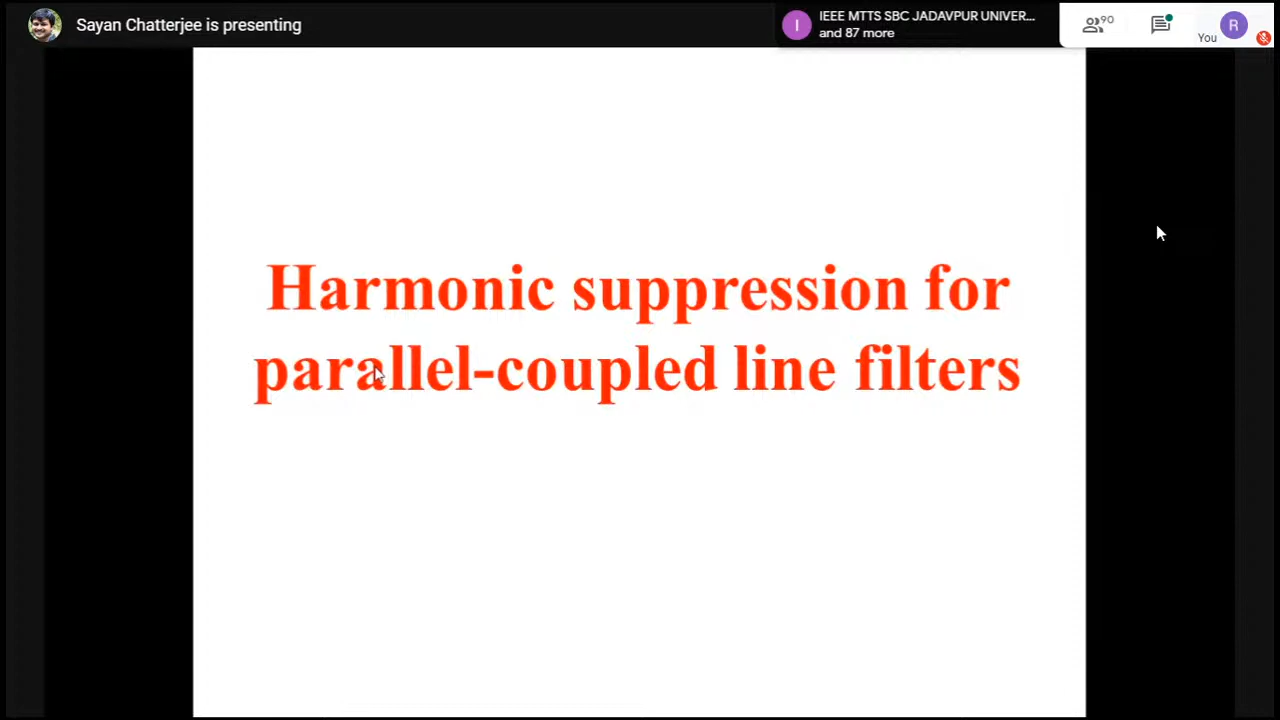 Sayan Chatterjee is presenting
IEEE MTTS SBC JADAVPUR UNIVER...
and 87 more
I
90
You
R
Harmonic suppression for
parallel-coupled line filters